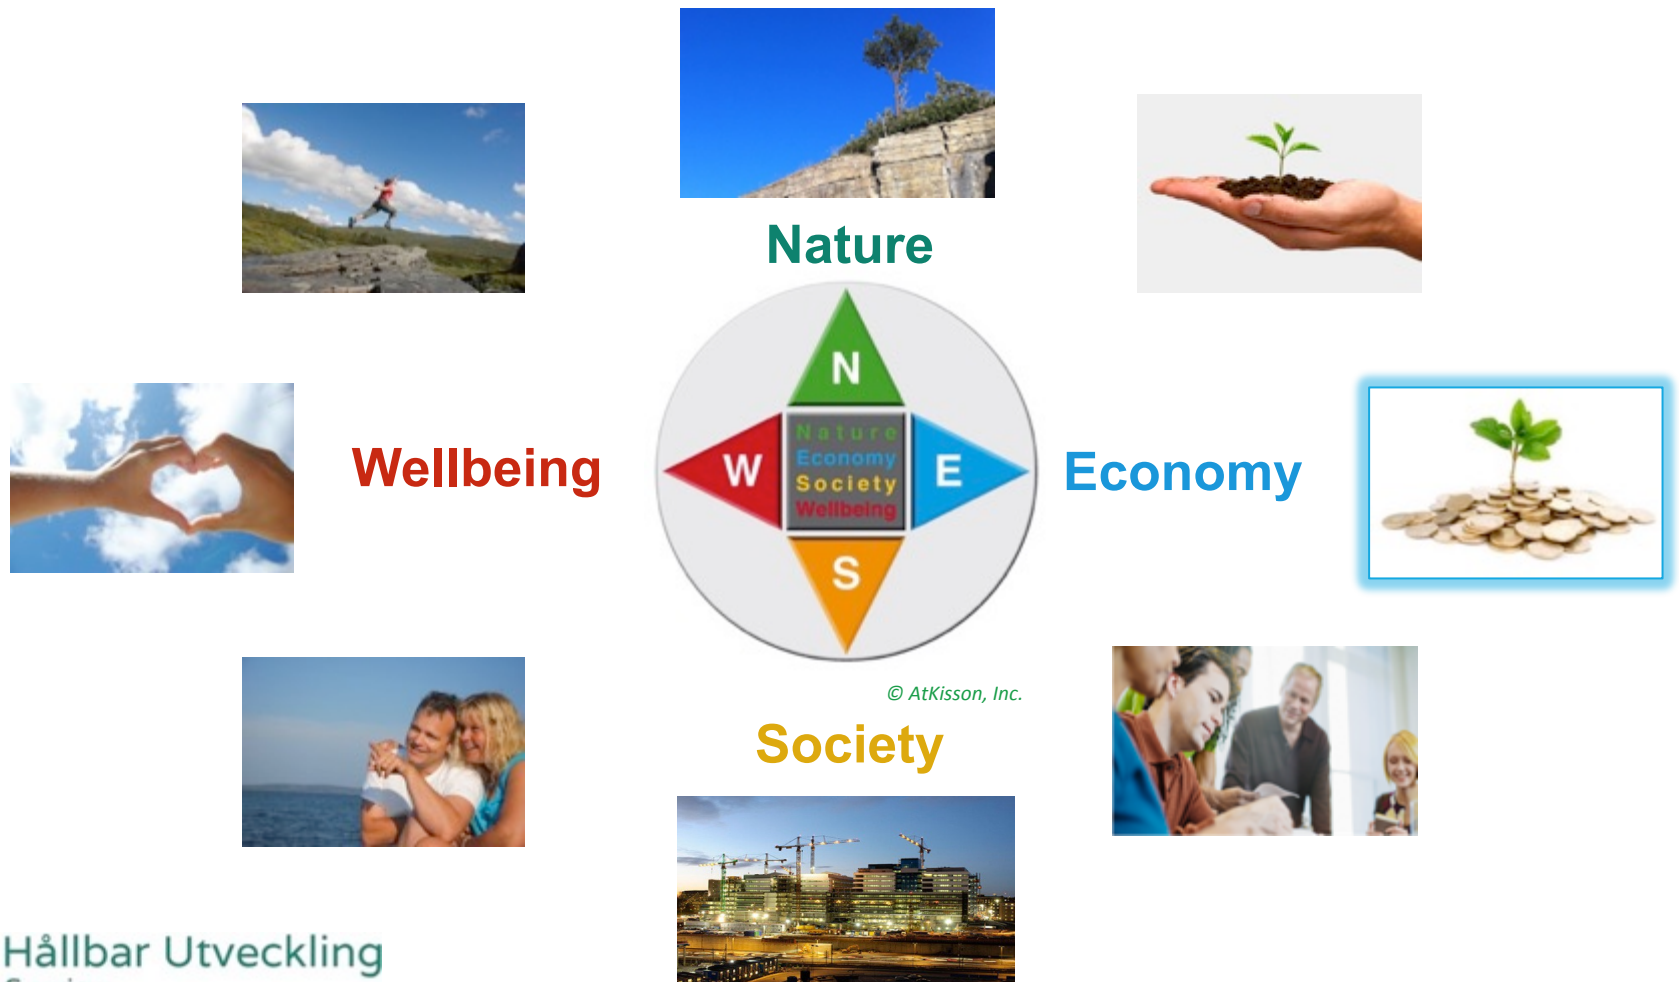 Nature
N
Wellbeing
W
Nature
Economy
Society
Wellbeing
E
Economy
S
© AtKisson, Inc.
Society
Hållbar Utveckling